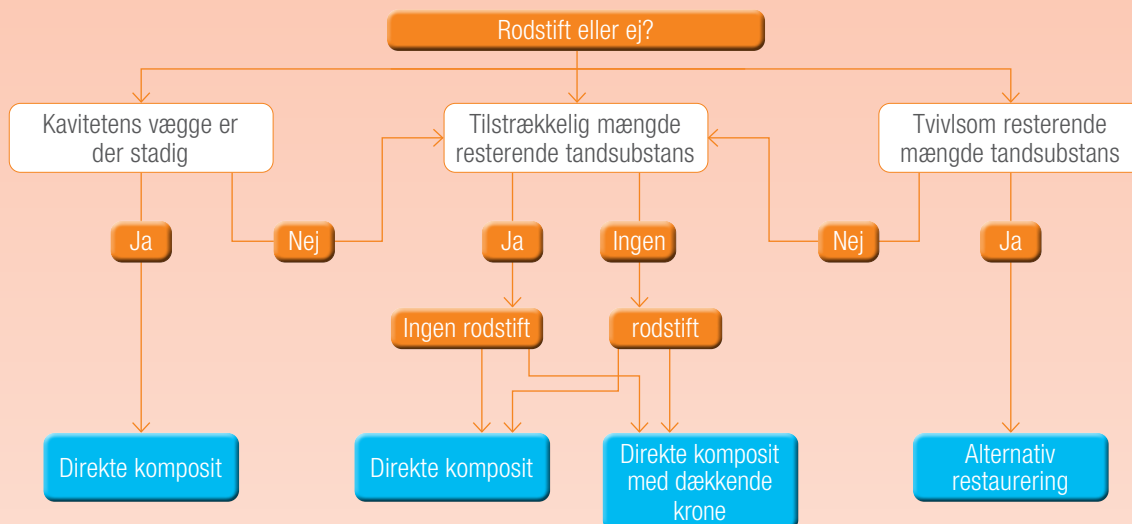 Rodstift eller ej?
Kavitetens vægge er
der stadig
Tilstrækkelig mængde
resterende tandsubstans
Tvivlsom resterende
mængde tandsubstans
Ja
Nej
Ja
Ingen
Nej
Ja
Ingen rodstift
rodstift
Direkte komposit
Direkte komposit
Direkte komposit
med dækkende
krone
Alternativ
restaurering